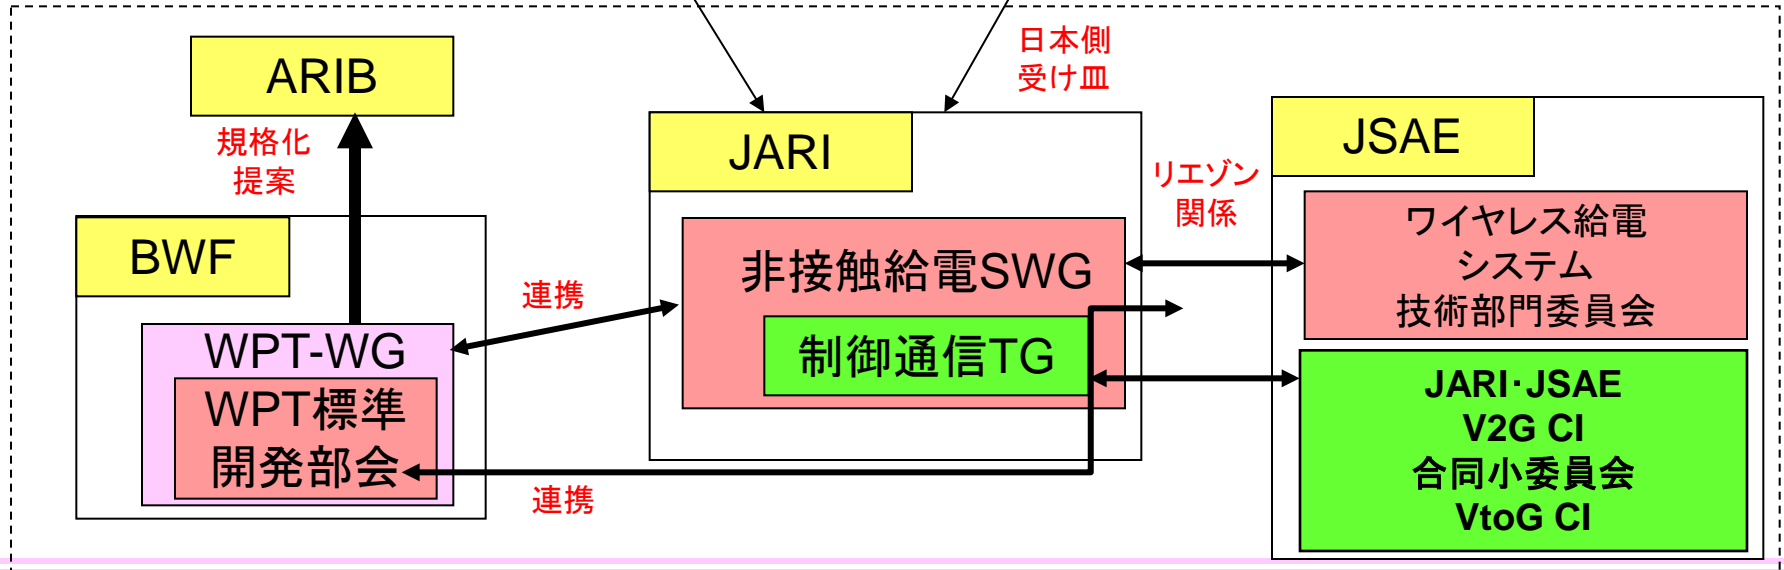 日本側
受け皿
ARIB
規格化
提案
JARI
JSAE
リエゾン
関係
BWF
非接触給電SWG
制御通信TG
ワイヤレス給電
システム
技術部門委員会
連携
WPT-WG
WPT標準
開発部会
連携
JARI・JSAE
V2G CI
合同小委員会
VtoG CI